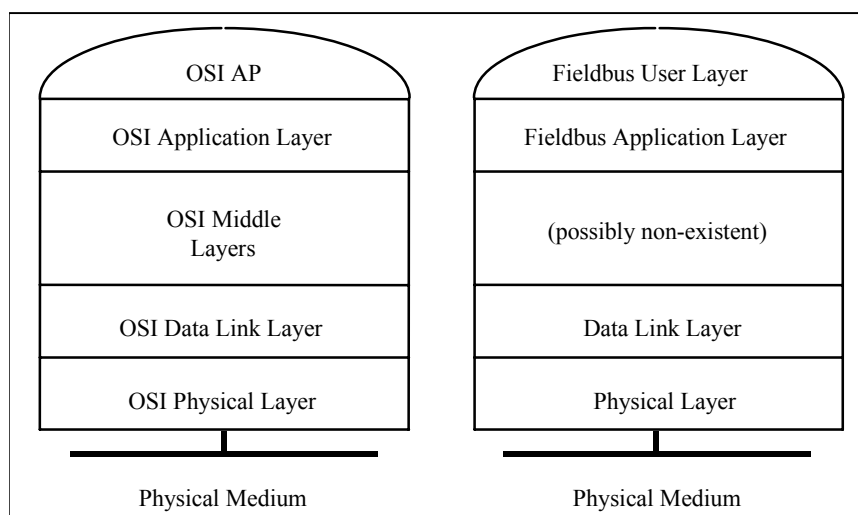 OSI AP
OSI Application Layer
OSI Middle
Layers
OSI Data Link Layer
OSI Physical Layer
Physical Medium
Fieldbus User Layer
Fieldbus Application Layer
(possibly non-existent)
Data Link Layer
Physical Layer
Physical Medium